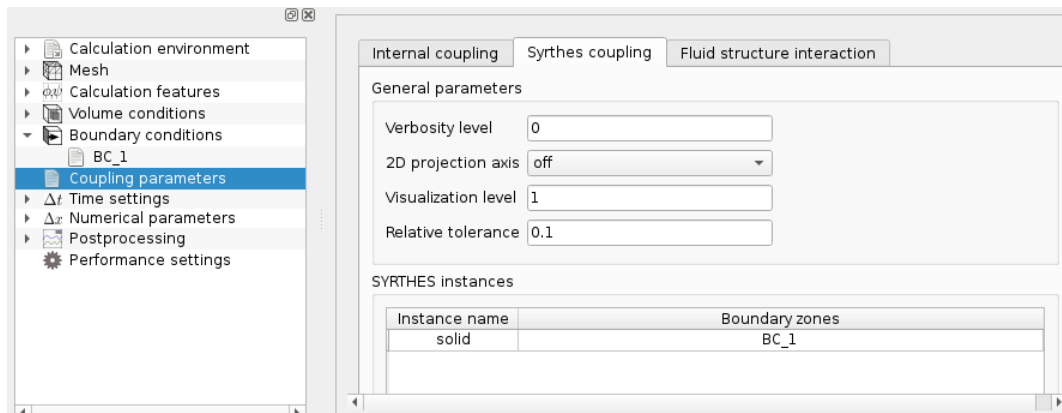 Calculation environment
Mesh
Calculation features
Volume conditions
Boundary conditions
BC_1
Coupling parameters
Δt Time settings
Δx Numerical parameters
Postprocessing
Performance settings
Internal coupling Syrthes coupling Fluid structure interaction
General parameters
Verbosity level 0
2D projection axis off
Visualization level 1
Relative tolerance 0.1
SYRTHES instances
Instance name Boundary zones
solid BC_1